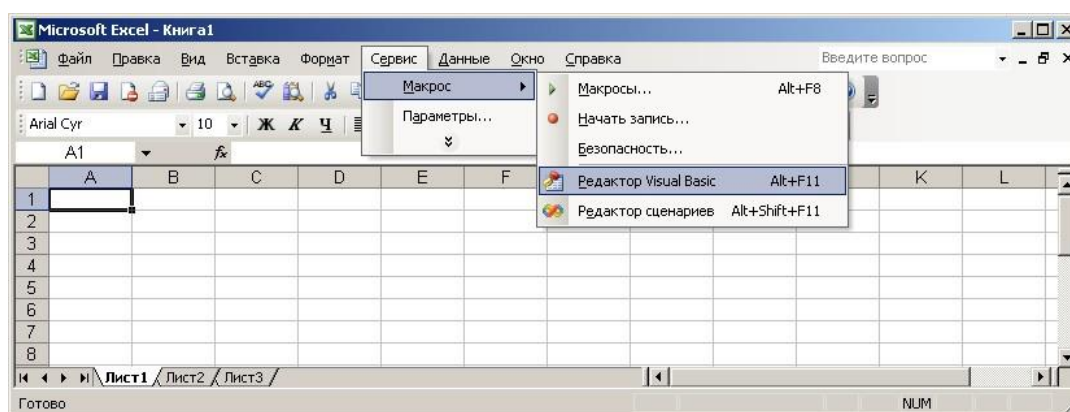 Microsoft Excel - Книга1
Файл Правка Вид Вставка Формат Сервис Данные Окно Справка Введите вопрос
Макрос Макросы... Alt+F8
Arial Cyr 10 Ж К Ч Параметры... Начать запись...
A1 fx Безопасность...
A B C D E F K L
Редактор Visual Basic Alt+F11
1
Редактор сценариев Alt+Shift+F11
2
3
4
5
6
7
8
Лист1 Лист2 Лист3
Готово NUM